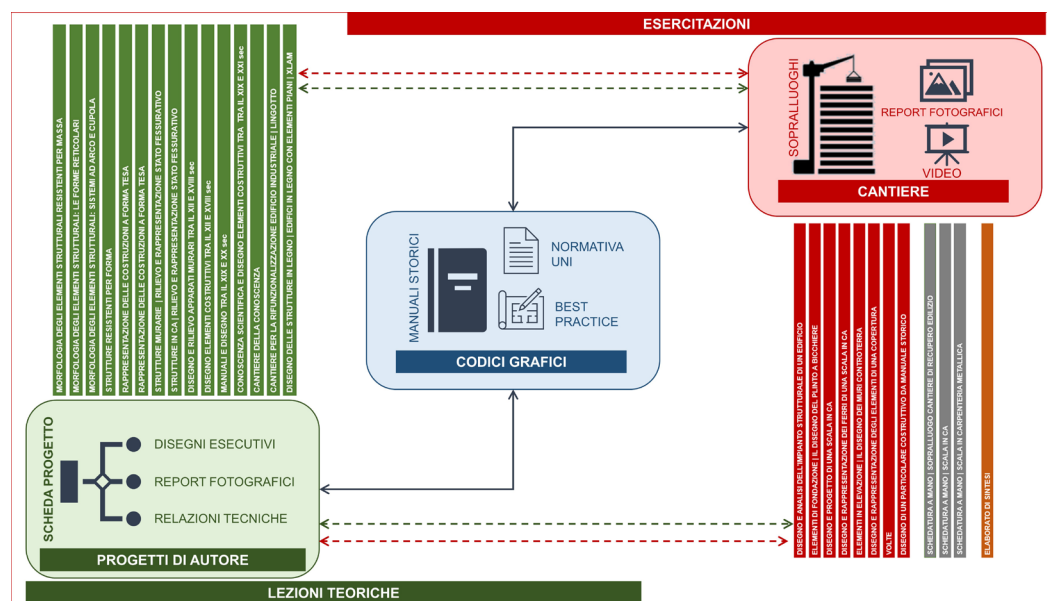 ESERCITAZIONI
MORFOLOGIA DEGLI ELEMENTI STRUTTURALI RESISTENTI PER MASSA
MORFOLOGIA DEGLI ELEMENTI STRUTTURALI: LE FORME RETICOLARI
MORFOLOGIA DEGLI ELEMENTI STRUTTURALI: SISTEMI AD ARCO E CUPOLA
STRUTTURE RESISTENTI PER FORMA
RAPPRESENTAZIONE DELLE COSTRUZIONI A FORMA TESA
RAPPRESENTAZIONE DELLE COSTRUZIONI A FORMA TESA
STRUTTURE MURARIE | RILIEVO E RAPPRESENTAZIONE STATO FESSURATIVO
STRUTTURE IN CA | RILIEVO E RAPPRESENTAZIONE STATO FESSURATIVO
DISEGNO E RILIEVO APPARATI MURARI TRA IL XII E XVIII sec
DISEGNO ELEMENTI COSTRUTTIVI TRA IL XII E XVIII sec
MANUALI E DISEGNO TRA IL XIX E XX sec
CONOSCENZA SCIENTIFICA E DISEGNO ELEMENTI COSTRUTTIVI TRA TRA IL XIX E XXI sec
CANTIERE DELLA CONOSCENZA
CANTIERE PER LA RIFUNZIONALIZZAZIONE EDIFICIO INDUSTRIALE | LINGOTTO
DISEGNO DELLE STRUTTURE IN LEGNO | EDIFICI IN LEGNO CON ELEMENTI PIANI | XLAM
SOPRALLUOGHI
REPORT FOTOGRAFICI
VIDEO
CANTIERE
MANUALI STORICI
NORMATIVA
UNI
BEST
PRACTICE
CODICI GRAFICI
DISEGNO E ANALISI DELL'IMPIANTO STRUTTURALE DI UN EDIFICIO
ELEMENTI DI FONDAZIONE | IL DISEGNO DEL PLINTO A BICCHIERE
DISEGNO E PROGETTO DI UNA SCALA IN CA
DISEGNO E RAPPRESENTAZIONE DEI FERRI DI UNA SCALA IN CA
ELEMENTI IN ELEVAZIONE | IL DISEGNO DEI MURI CONTROTERRA
DISEGNO E RAPPRESENTAZIONE DEGLI ELEMENTI DI UNA COPERTURA
VOLTE
DISEGNO DI UN PARTICOLARE COSTRUTTIVO DA MANUALE STORICO
SCHEDATURA A MANO | SOPRALLUOGO CANTIERE DI RECUPERO EDILIZIO
SCHEDATURA A MANO | SCALA IN CA
SCHEDATURA A MANO | SCALA IN CARPENTERIA METALLICA
ELABORATO DI SINTESI
SCHEDA PROGETTO
DISEGNI ESECUTIVI
REPORT FOTOGRAFICI
RELAZIONI TECNICHE
PROGETTI DI AUTORE
LEZIONI TEORICHE